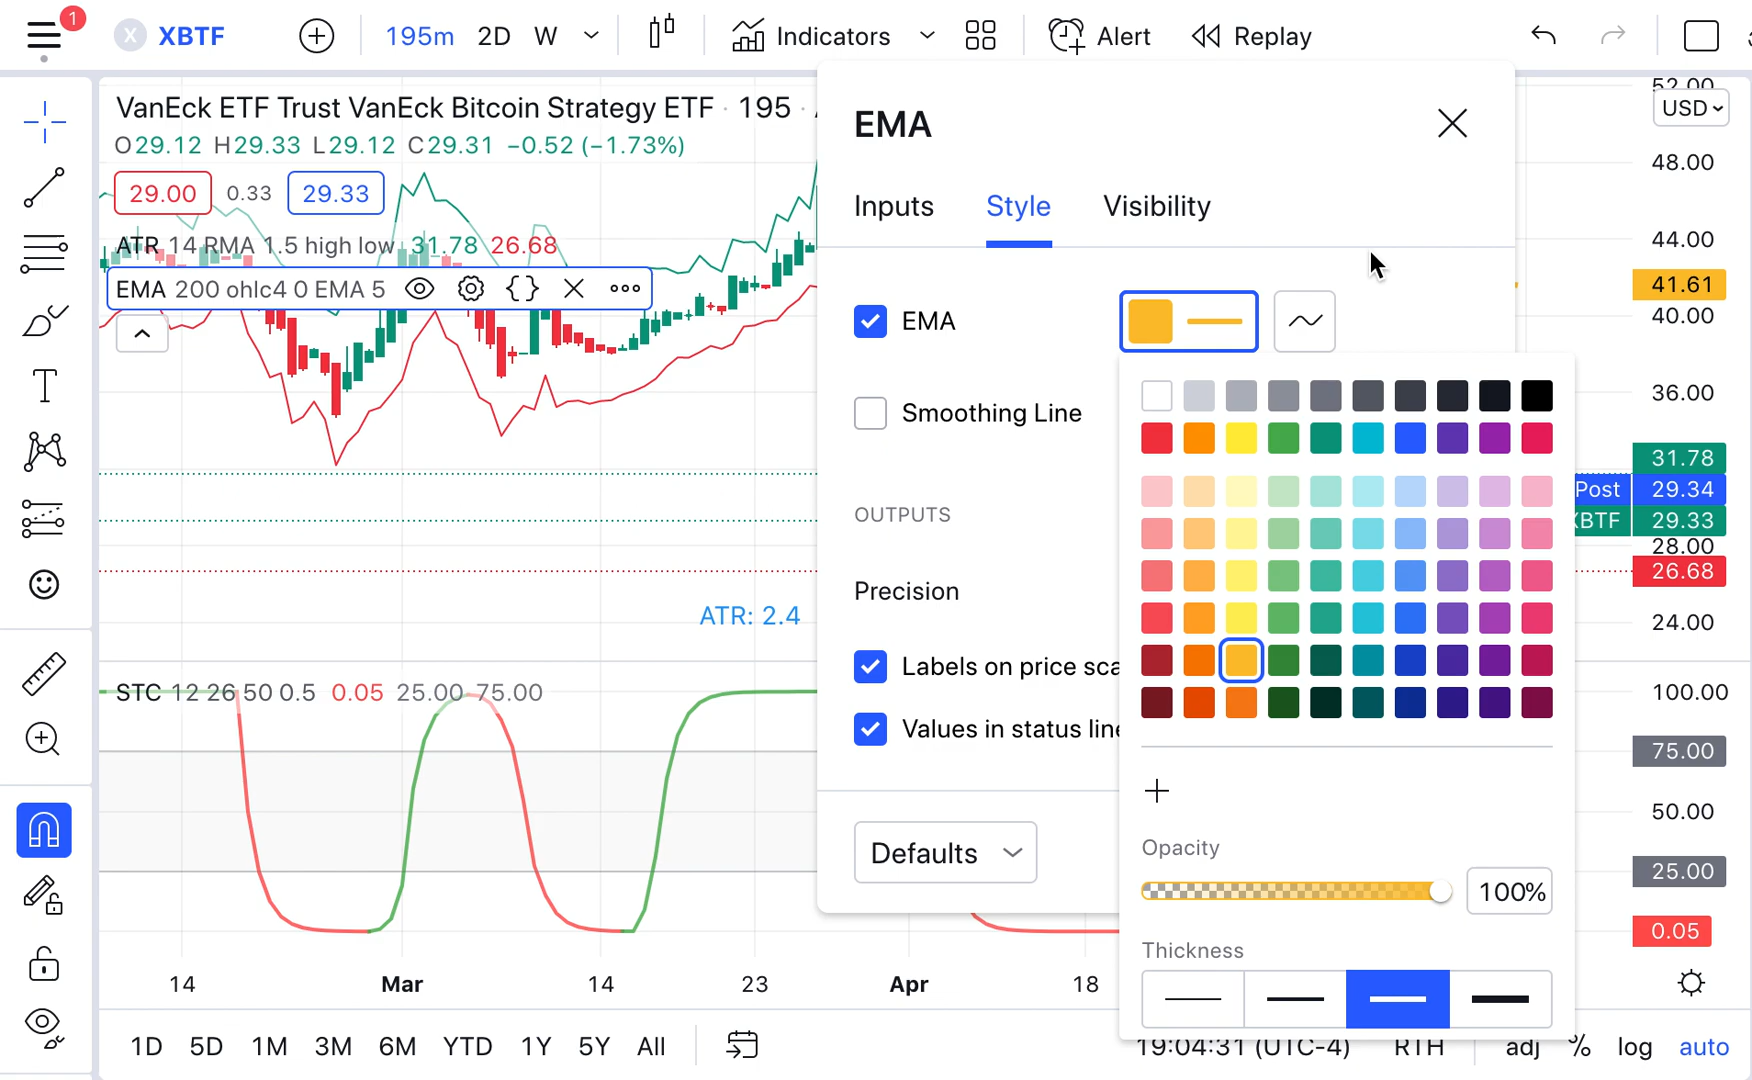 1
X XBTF 195m 2D W Indicators Alert Replay
VanEck ETF Trust VanEck Bitcoin Strategy ETF · 195 ·
O29.12 H29.33 L29.12 C29.31 −0.52 (−1.73%)
29.00 0.33 29.33
ATR 14 RMA 1.5 high low 31.78 26.68
EMA 200 ohlc4 0 EMA 5
ATR: 2.4
STC 12 26 50 0.5 0.05 25.00 75.00
EMA
Inputs Style Visibility
EMA
Smoothing Line
OUTPUTS
Precision
Labels on price sca
Values in status line
Defaults
Opacity
100%
Thickness
52.00
USD
48.00
44.00
41.61
40.00
36.00
31.78
Post 29.34
XBTF 29.33
28.00
26.68
24.00
100.00
75.00
50.00
25.00
0.05
14 Mar 14 23 Apr 18
1D 5D 1M 3M 6M YTD 1Y 5Y All 19:04:31 (UTC-4) RTH adj % log auto